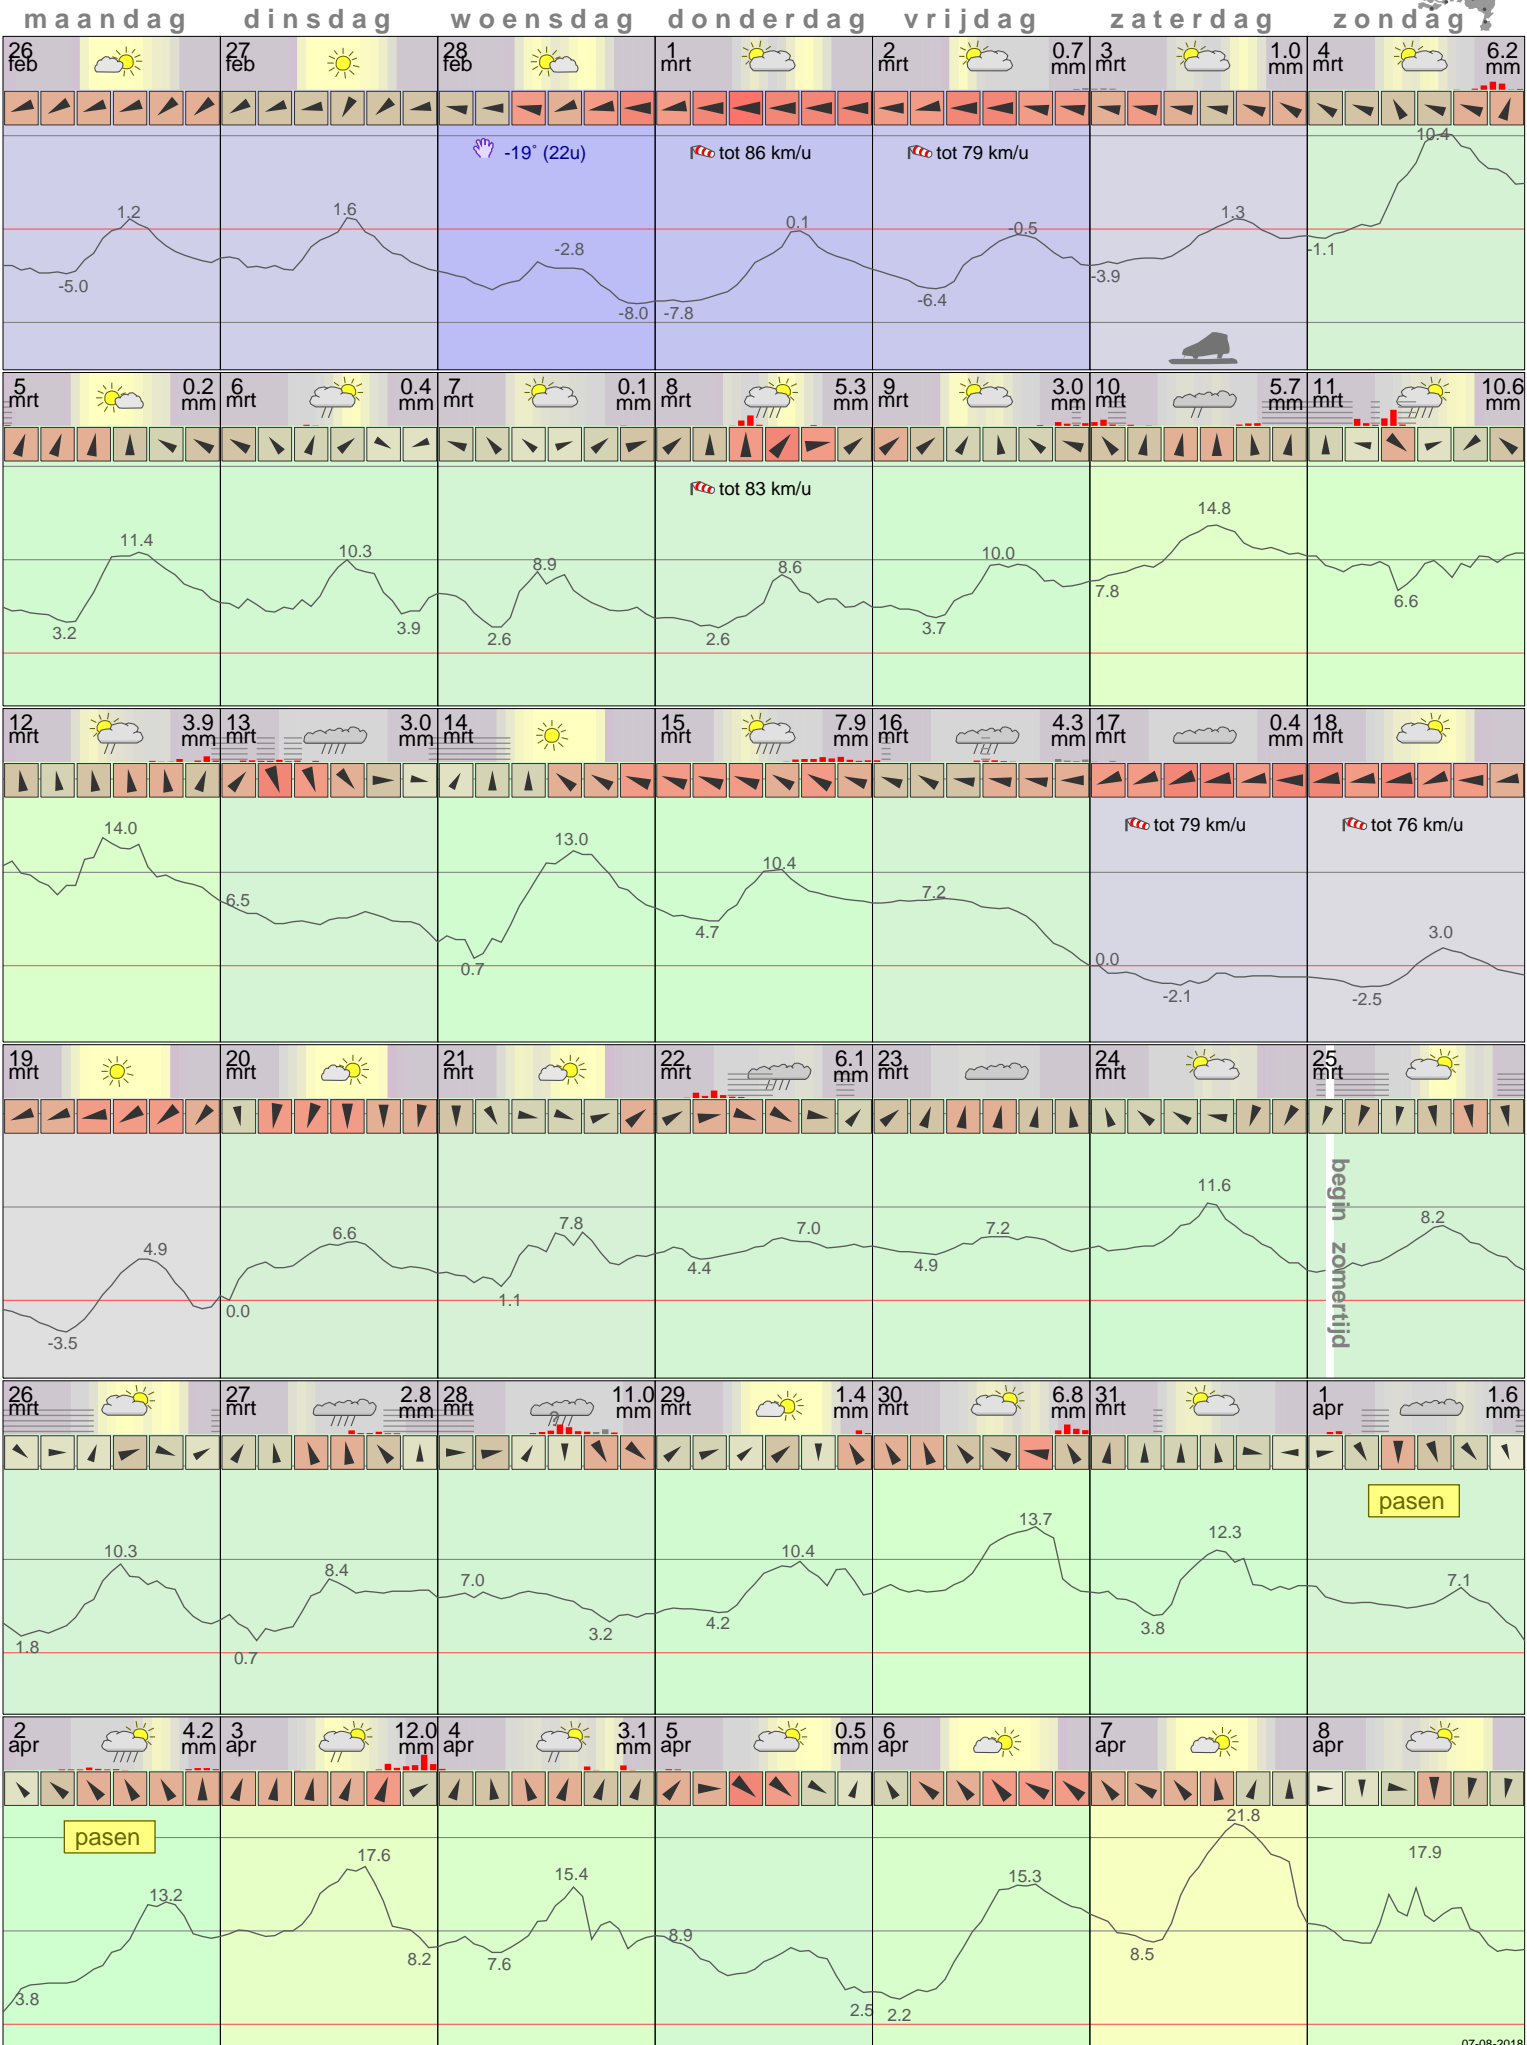 maandag dinsdag woensdag donderdag vrijdag zaterdag zondag
26 27 28 1 2 0.7 3 1.0 4 6.2
feb feb feb mrt mrt mm mrt mm mrt mm
-19° (22u) tot 86 km/u tot 79 km/u 10.4
1.2 1.6 -2.8 0.1 -0.5 1.3 -1.1
-5.0 -8.0 -7.8 -6.4 -3.9
5 0.2 6 0.4 7 0.1 8 5.3 9 3.0 10 5.7 11 10.6
mrt mm mrt mm mrt mm mrt mm mrt mm mrt mm mrt mm
tot 83 km/u
11.4 10.3 8.9 8.6 10.0 14.8
3.2 3.9 2.6 2.6 3.7 7.8 6.6
12 3.9 13 3.0 14 15 7.9 16 4.3 17 0.4 18
mrt mm mrt mm mrt mrt mm mrt mm mrt mm mrt
tot 79 km/u tot 76 km/u
14.0 13.0 10.4 7.2 3.0
6.5 0.7 4.7 0.0 -2.1 -2.5
19 20 21 22 6.1 23 24 25
mrt mrt mrt mrt mm mrt mrt mrt
begin zomertijd
4.9 6.6 7.8 7.0 7.2 11.6 8.2
-3.5 0.0 1.1 4.4 4.9
26 27 2.8 28 11.0 29 1.4 30 6.8 31 1 1.6
mrt mrt mm mrt mm mrt mm mrt mm mrt apr mm
pasen
10.3 8.4 7.0 10.4 13.7 12.3 7.1
1.8 0.7 3.2 4.2 3.8
2 4.2 3 12.0 4 3.1 5 0.5 6 7 8
apr mm apr mm apr mm apr mm apr apr apr
pasen
13.2 17.6 15.4 8.9 15.3 21.8 17.9
3.8 8.2 7.6 2.5 2.2 8.5
07-08-2018